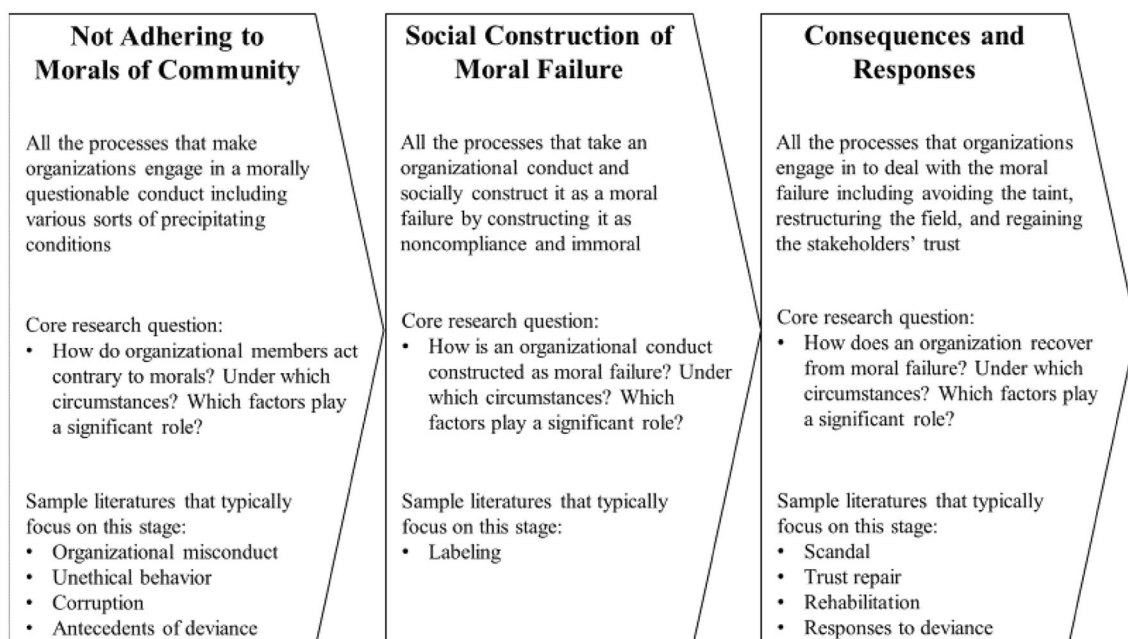 Not Adhering to
Morals of Community
All the processes that make
organizations engage in a morally
questionable conduct including
various sorts of precipitating
conditions
Core research question:
• How do organizational members act
contrary to morals? Under which
circumstances? Which factors play
a significant role?
Sample literatures that typically
focus on this stage:
• Organizational misconduct
• Unethical behavior
• Corruption
• Antecedents of deviance
Social Construction of
Moral Failure
All the processes that take an
organizational conduct and
socially construct it as a moral
failure by constructing it as
noncompliance and immoral
Core research question:
• How is an organizational conduct
constructed as moral failure? Under
which circumstances? Which
factors play a significant role?
Sample literatures that typically
focus on this stage:
• Labeling
Consequences and
Responses
All the processes that organizations
engage in to deal with the moral
failure including avoiding the taint,
restructuring the field, and regaining
the stakeholders’ trust
Core research question:
• How does an organization recover
from moral failure? Under which
circumstances? Which factors play
a significant role?
Sample literatures that typically
focus on this stage:
• Scandal
• Trust repair
• Rehabilitation
• Responses to deviance